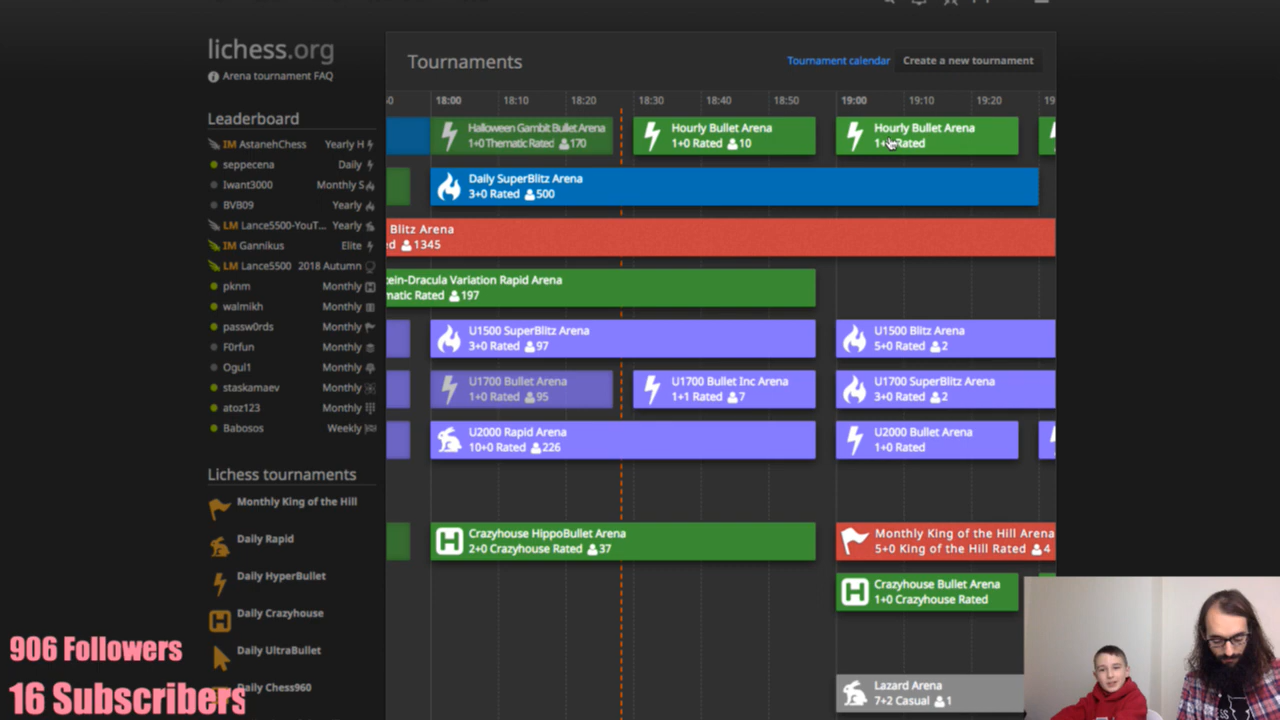 lichess.org
Arena tournament FAQ
Leaderboard
IM AstanehChess Yearly H
seppecena Daily
Iwant3000 Monthly S
BVB09 Yearly
LM Lance5500-YouT... Yearly
IM Gannikus Elite
LM Lance5500 2018 Autumn
pknm Monthly
walmikh Monthly
passw0rds Monthly
F0rfun Monthly
Ogul1 Monthly
staskamaev Monthly
atoz123 Monthly
Babosos Weekly
Lichess tournaments
Monthly King of the Hill
Daily Rapid
Daily HyperBullet
Daily Crazyhouse
Daily UltraBullet
Daily Chess960
906 Followers
16 Subscribers
Tournaments
Tournament calendar Create a new tournament
18:00 18:10 18:20 18:30 18:40 18:50 19:00 19:10 19:20
Halloween Gambit Bullet Arena
1+0 Thematic Rated 170
Hourly Bullet Arena
1+0 Rated 10
Hourly Bullet Arena
Rated
Daily SuperBlitz Arena
3+0 Rated 500
Blitz Arena
1345
Variation Rapid Arena
Rated 197
U1500 SuperBlitz Arena
3+0 Rated 97
U1500 Blitz Arena
5+0 Rated 2
U1700 Bullet Arena
1+0 Rated 95
U1700 Bullet Inc Arena
1+1 Rated 7
U1700 SuperBlitz Arena
3+0 Rated 2
U2000 Rapid Arena
10+0 Rated 226
U2000 Bullet Arena
1+0 Rated
Crazyhouse HippoBullet Arena
2+0 Crazyhouse Rated 37
Monthly King of the Hill Arena
5+0 King of the Hill Rated 4
Crazyhouse Bullet Arena
1+0 Crazyhouse Rated
Lazard Arena
7+2 Casual 1